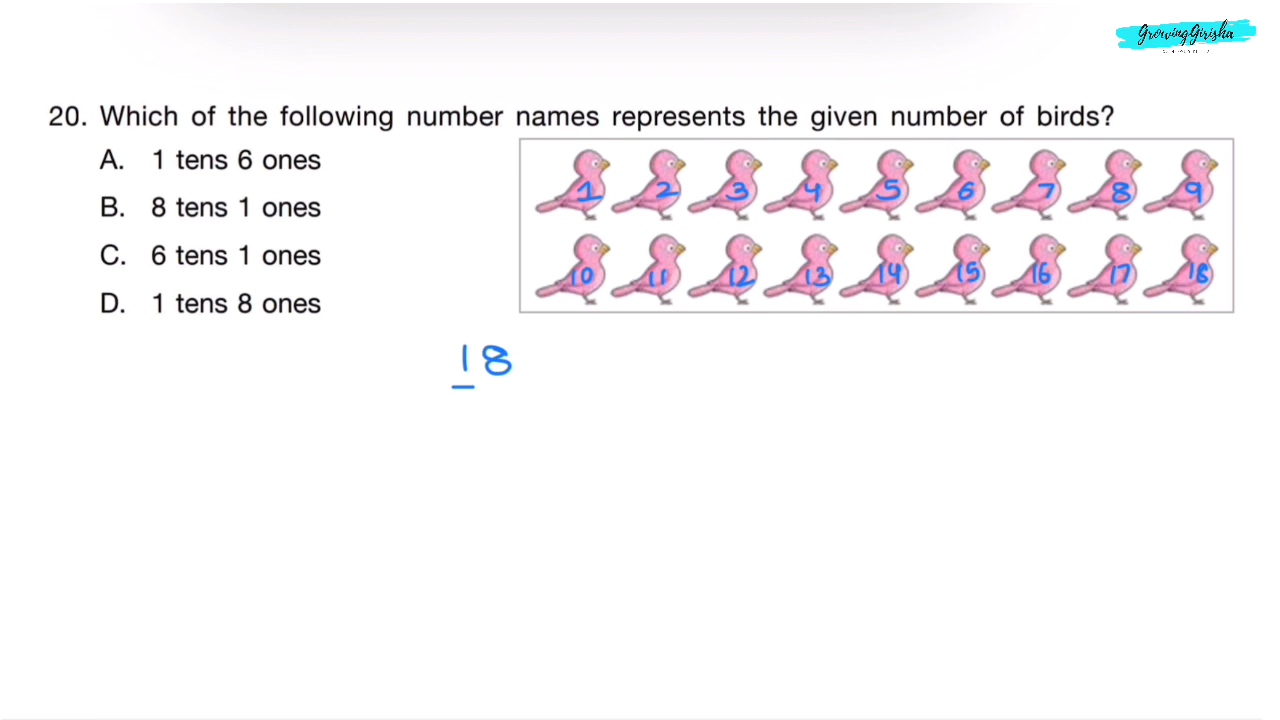 GrowingGirisha
20. Which of the following number names represents the given number of birds?
A. 1 tens 6 ones
B. 8 tens 1 ones
C. 6 tens 1 ones
D. 1 tens 8 ones
1 2 3 4 5 6 7 8 9
10 11 12 13 14 15 16 17 18
18